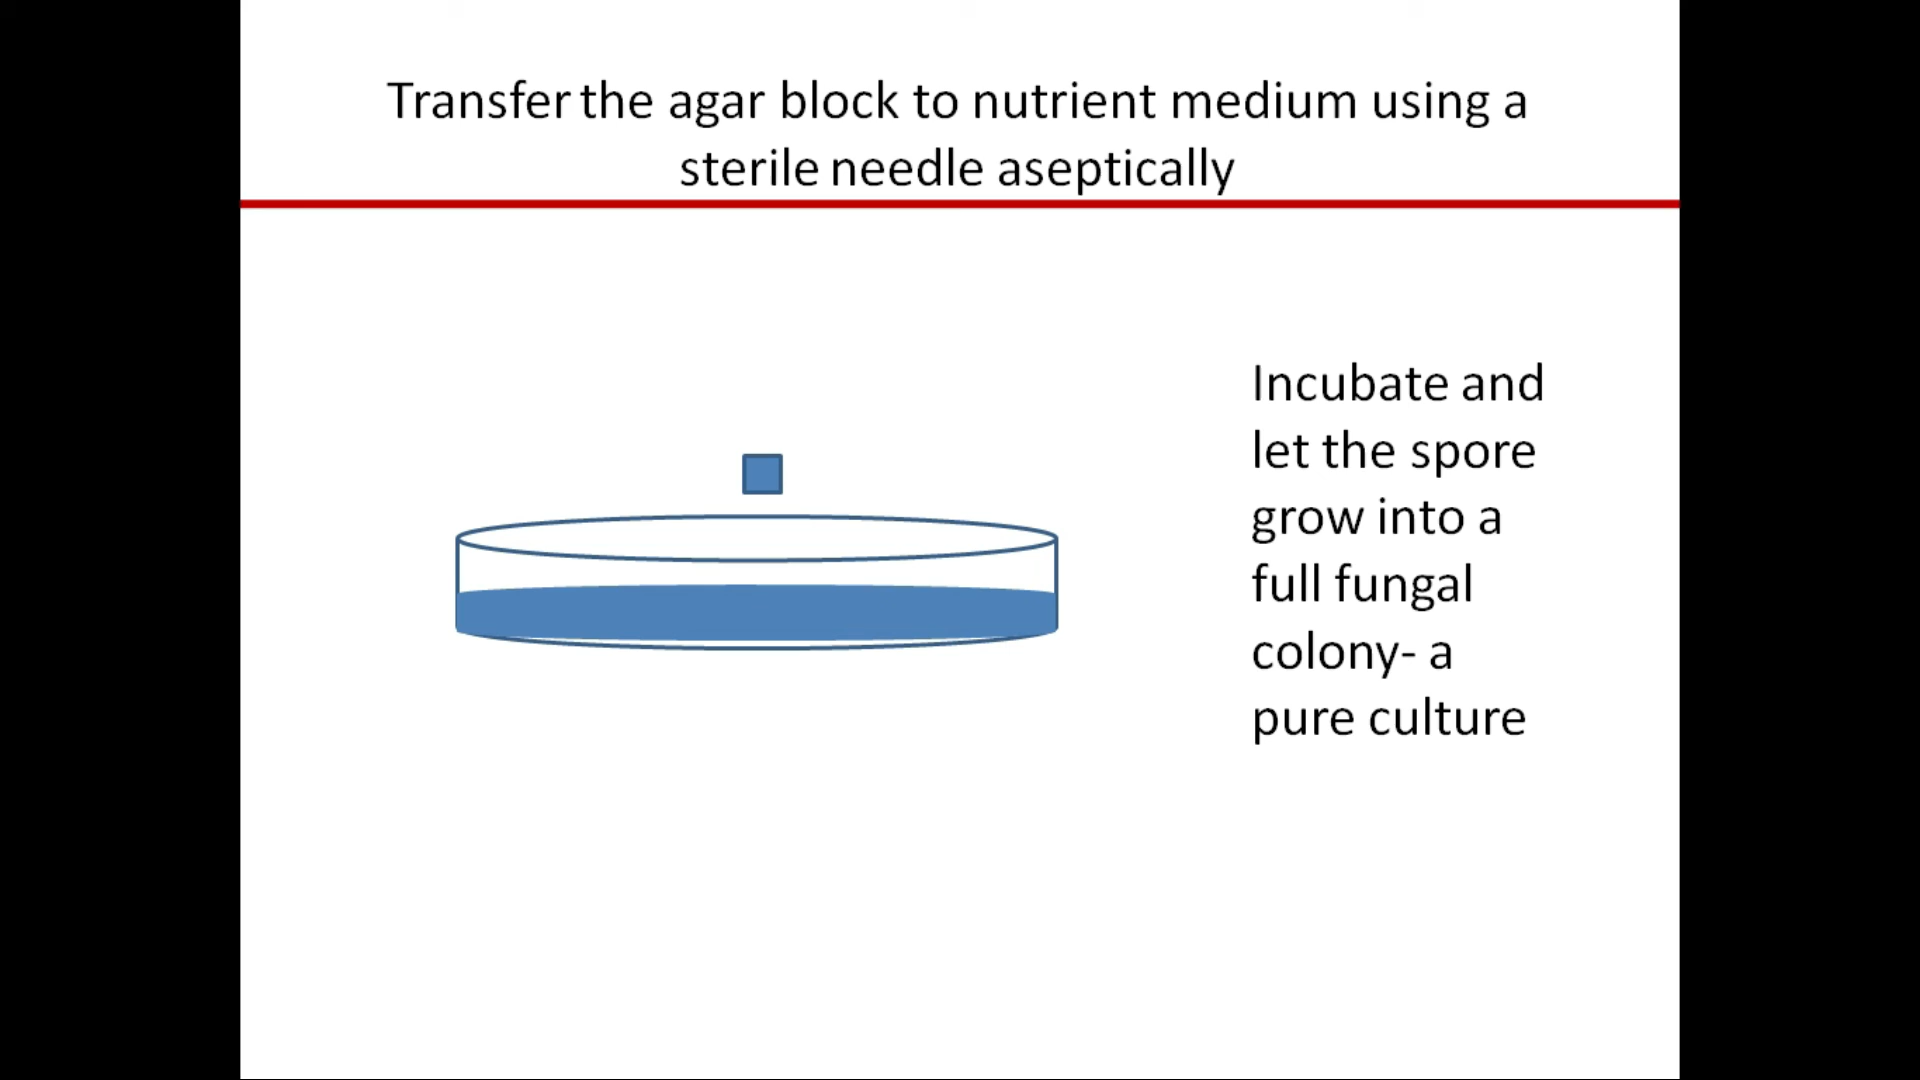 Transfer the agar block to nutrient medium using a
sterile needle aseptically
Incubate and
let the spore
grow into a
full fungal
colony- a
pure culture